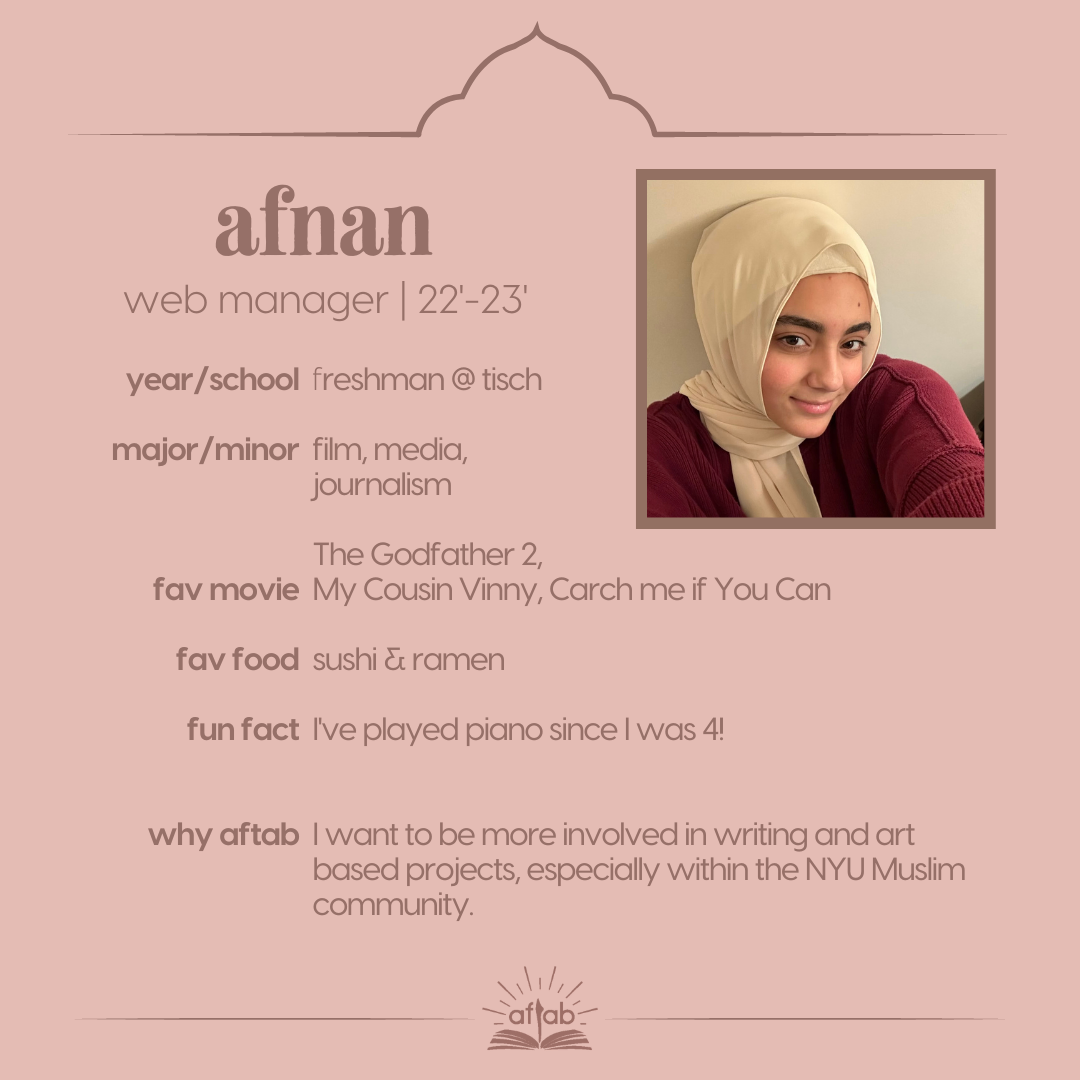 afnan
web manager | 22'-23'
year/school freshman @ tisch
major/minor film, media,
journalism
The Godfather 2,
fav movie My Cousin Vinny, Carch me if You Can
fav food sushi & ramen
fun fact I've played piano since I was 4!
why aftab I want to be more involved in writing and art
based projects, especially within the NYU Muslim
community.
aftab